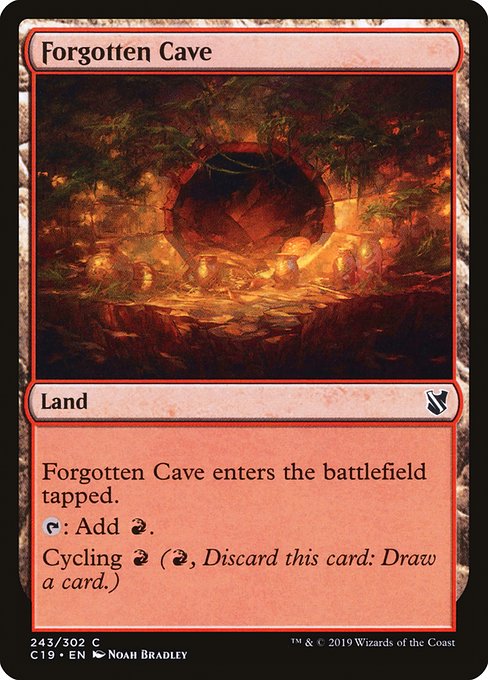 Forgotten Cave
Land
Forgotten Cave enters the battlefield
tapped.
: Add .
Cycling (, Discard this card: Draw
a card.)
243/302 C
C19 • EN Noah Bradley
™ & © 2019 Wizards of the Coast